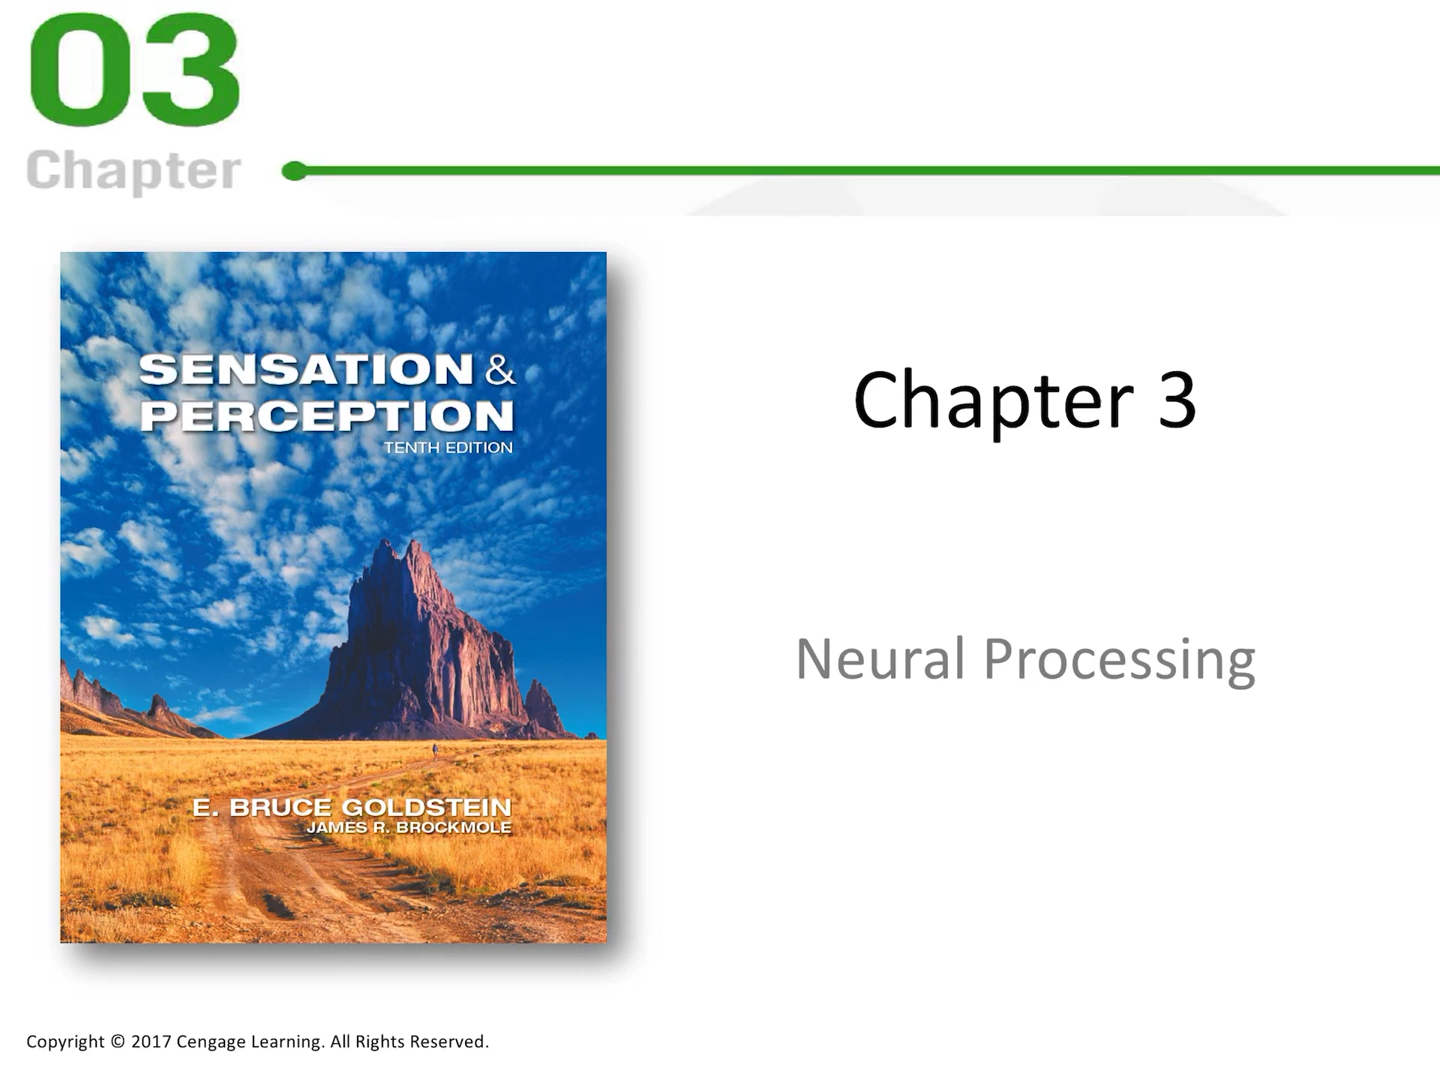 03
Chapter
SENSATION &
PERCEPTION
TENTH EDITION
E. BRUCE GOLDSTEIN
JAMES R. BROCKMOLE
Chapter 3
Neural Processing
Copyright © 2017 Cengage Learning. All Rights Reserved.